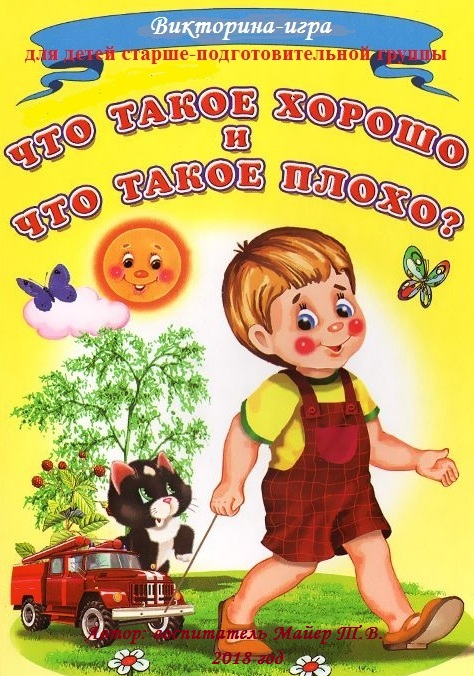 Викторина-игра
для детей старше-подготовительной группы
ЧТО ТАКОЕ ХОРОШО
И
ЧТО ТАКОЕ ПЛОХО?
Автор: воспитатель Майер Т.В.
2018 год